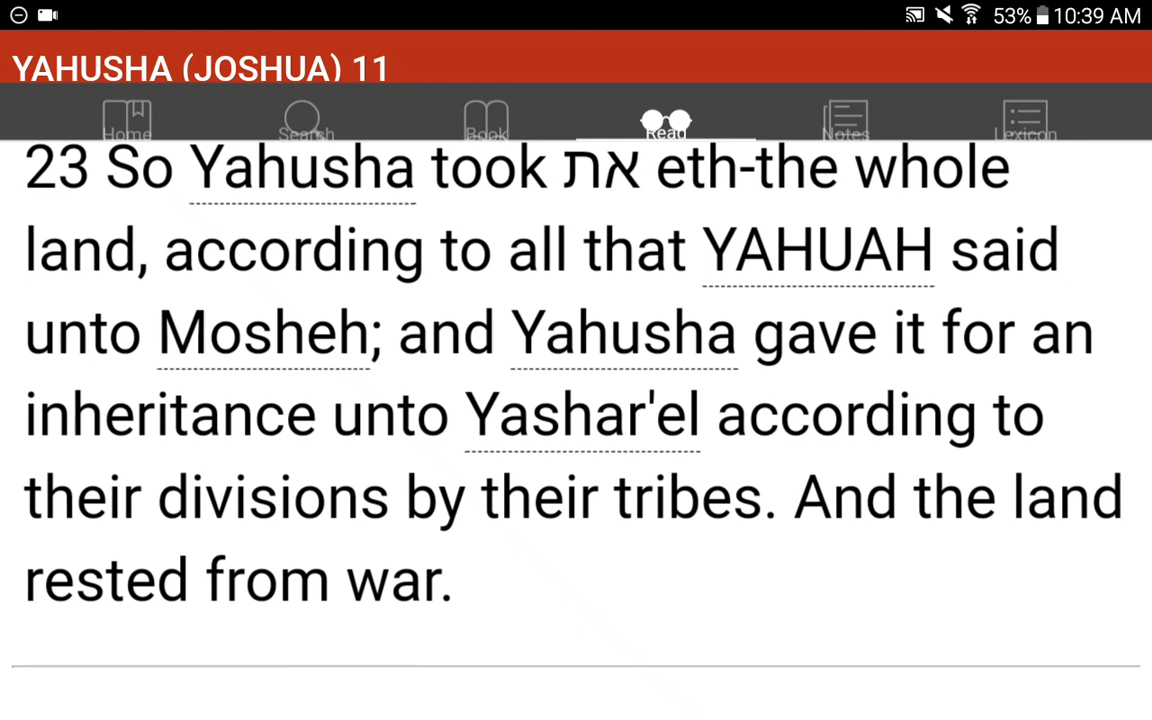 53% 10:39 AM
YAHUSHA (JOSHUA) 11
Home Search Book Read Notes Lexicon
23 So Yahusha took את eth-the whole
land, according to all that YAHUAH said
unto Mosheh; and Yahusha gave it for an
inheritance unto Yashar'el according to
their divisions by their tribes. And the land
rested from war.